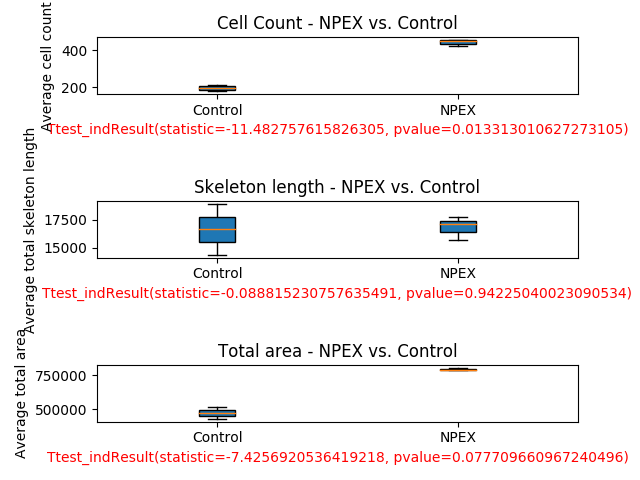 Cell Count - NPEX vs. Control
Average cell count
400
200
Control
NPEX
Ttest_indResult(statistic=-11.482757615826305, pvalue=0.013313010627273105)
Skeleton length - NPEX vs. Control
Average total skeleton length
17500
15000
Control
NPEX
Ttest_indResult(statistic=-0.088815230757635491, pvalue=0.94225040023090534)
Total area - NPEX vs. Control
Average total area
750000
500000
Control
NPEX
Ttest_indResult(statistic=-7.4256920536419218, pvalue=0.077709660967240496)